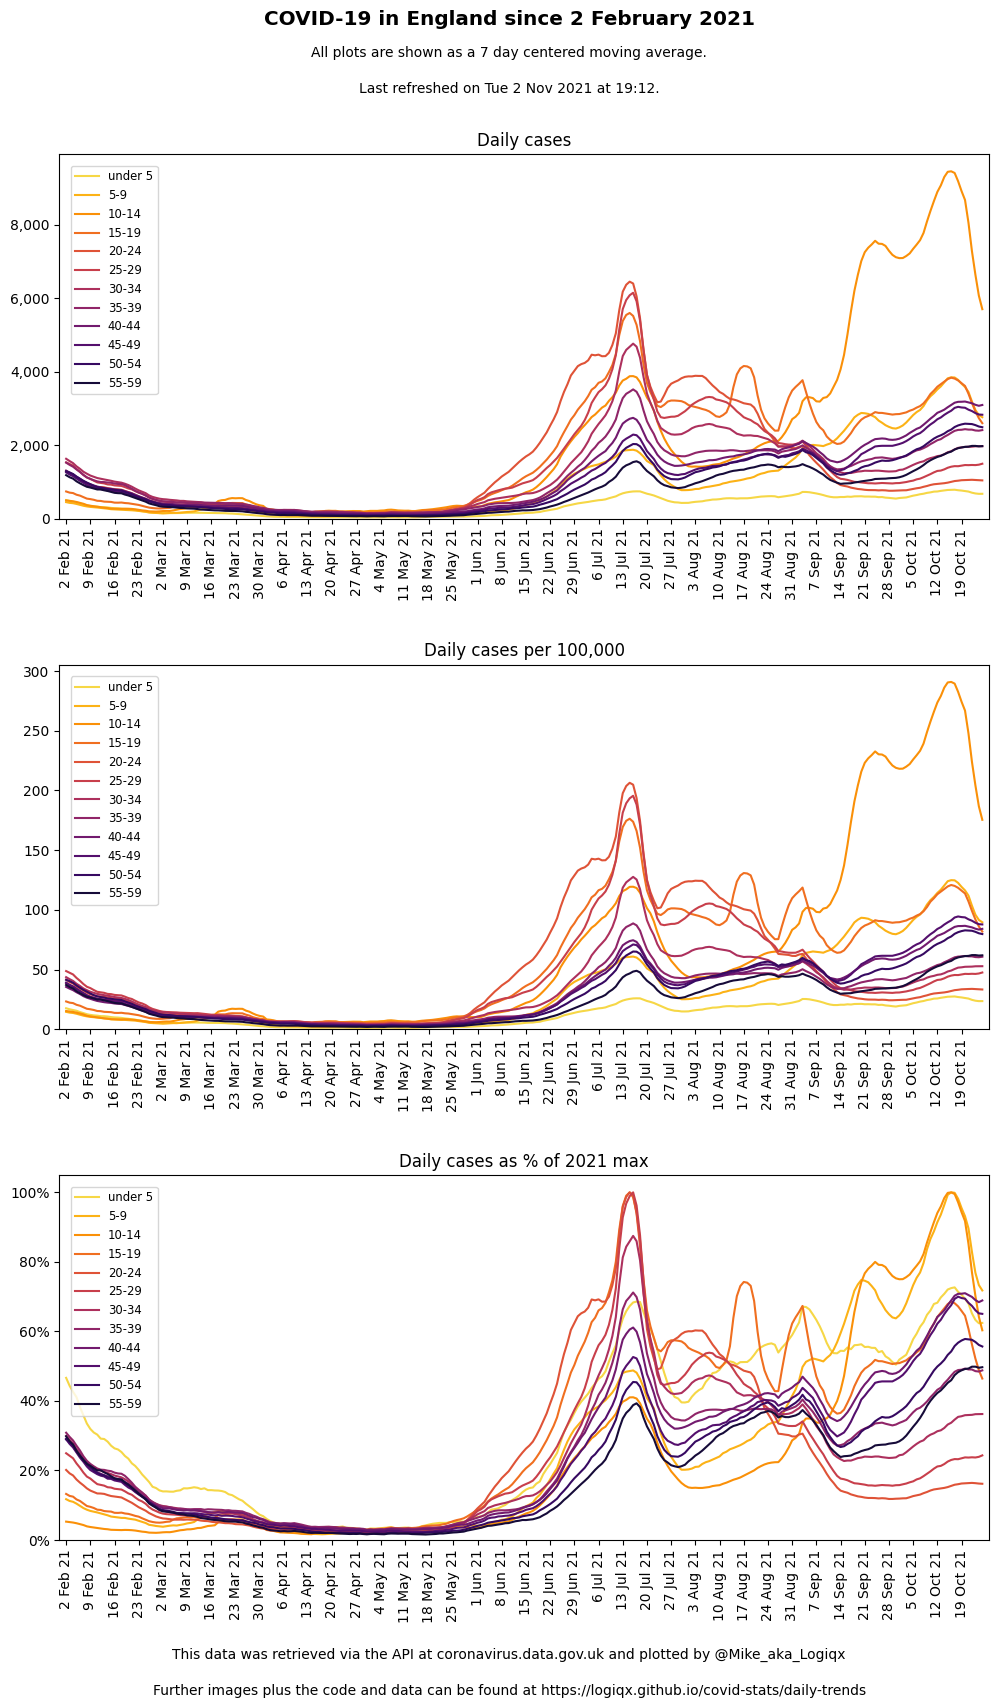 COVID-19 in England since 2 February 2021
All plots are shown as a 7 day centered moving average.
Last refreshed on Tue 2 Nov 2021 at 19:12.
Daily cases
8,000
6,000
4,000
2,000
0
under 5
5-9
10-14
15-19
20-24
25-29
30-34
35-39
40-44
45-49
50-54
55-59
2 Feb 21
9 Feb 21
16 Feb 21
23 Feb 21
2 Mar 21
9 Mar 21
16 Mar 21
23 Mar 21
30 Mar 21
6 Apr 21
13 Apr 21
20 Apr 21
27 Apr 21
4 May 21
11 May 21
18 May 21
25 May 21
1 Jun 21
8 Jun 21
15 Jun 21
22 Jun 21
29 Jun 21
6 Jul 21
13 Jul 21
20 Jul 21
27 Jul 21
3 Aug 21
10 Aug 21
17 Aug 21
24 Aug 21
31 Aug 21
7 Sep 21
14 Sep 21
21 Sep 21
28 Sep 21
5 Oct 21
12 Oct 21
19 Oct 21
Daily cases per 100,000
300
250
200
150
100
50
0
under 5
5-9
10-14
15-19
20-24
25-29
30-34
35-39
40-44
45-49
50-54
55-59
2 Feb 21
9 Feb 21
16 Feb 21
23 Feb 21
2 Mar 21
9 Mar 21
16 Mar 21
23 Mar 21
30 Mar 21
6 Apr 21
13 Apr 21
20 Apr 21
27 Apr 21
4 May 21
11 May 21
18 May 21
25 May 21
1 Jun 21
8 Jun 21
15 Jun 21
22 Jun 21
29 Jun 21
6 Jul 21
13 Jul 21
20 Jul 21
27 Jul 21
3 Aug 21
10 Aug 21
17 Aug 21
24 Aug 21
31 Aug 21
7 Sep 21
14 Sep 21
21 Sep 21
28 Sep 21
5 Oct 21
12 Oct 21
19 Oct 21
Daily cases as % of 2021 max
100%
80%
60%
40%
20%
0%
under 5
5-9
10-14
15-19
20-24
25-29
30-34
35-39
40-44
45-49
50-54
55-59
2 Feb 21
9 Feb 21
16 Feb 21
23 Feb 21
2 Mar 21
9 Mar 21
16 Mar 21
23 Mar 21
30 Mar 21
6 Apr 21
13 Apr 21
20 Apr 21
27 Apr 21
4 May 21
11 May 21
18 May 21
25 May 21
1 Jun 21
8 Jun 21
15 Jun 21
22 Jun 21
29 Jun 21
6 Jul 21
13 Jul 21
20 Jul 21
27 Jul 21
3 Aug 21
10 Aug 21
17 Aug 21
24 Aug 21
31 Aug 21
7 Sep 21
14 Sep 21
21 Sep 21
28 Sep 21
5 Oct 21
12 Oct 21
19 Oct 21
This data was retrieved via the API at coronavirus.data.gov.uk and plotted by @Mike_aka_Logiqx
Further images plus the code and data can be found at https://logiqx.github.io/covid-stats/daily-trends